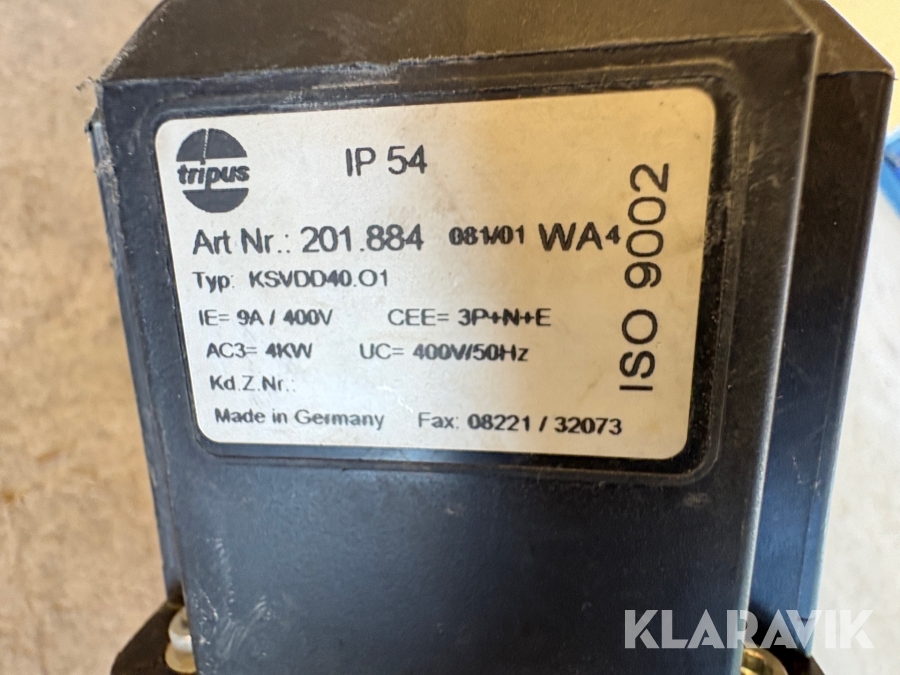 tripus
IP 54
Art Nr.: 201.884 081/01 WA4
Typ: KSVDD40.O1
IE= 9A / 400V CEE= 3P+N+E
AC3= 4KW UC= 400V/50Hz
Kd.Z.Nr.:
Made in Germany Fax: 08221 / 32073
ISO 9002
KLARAVIK